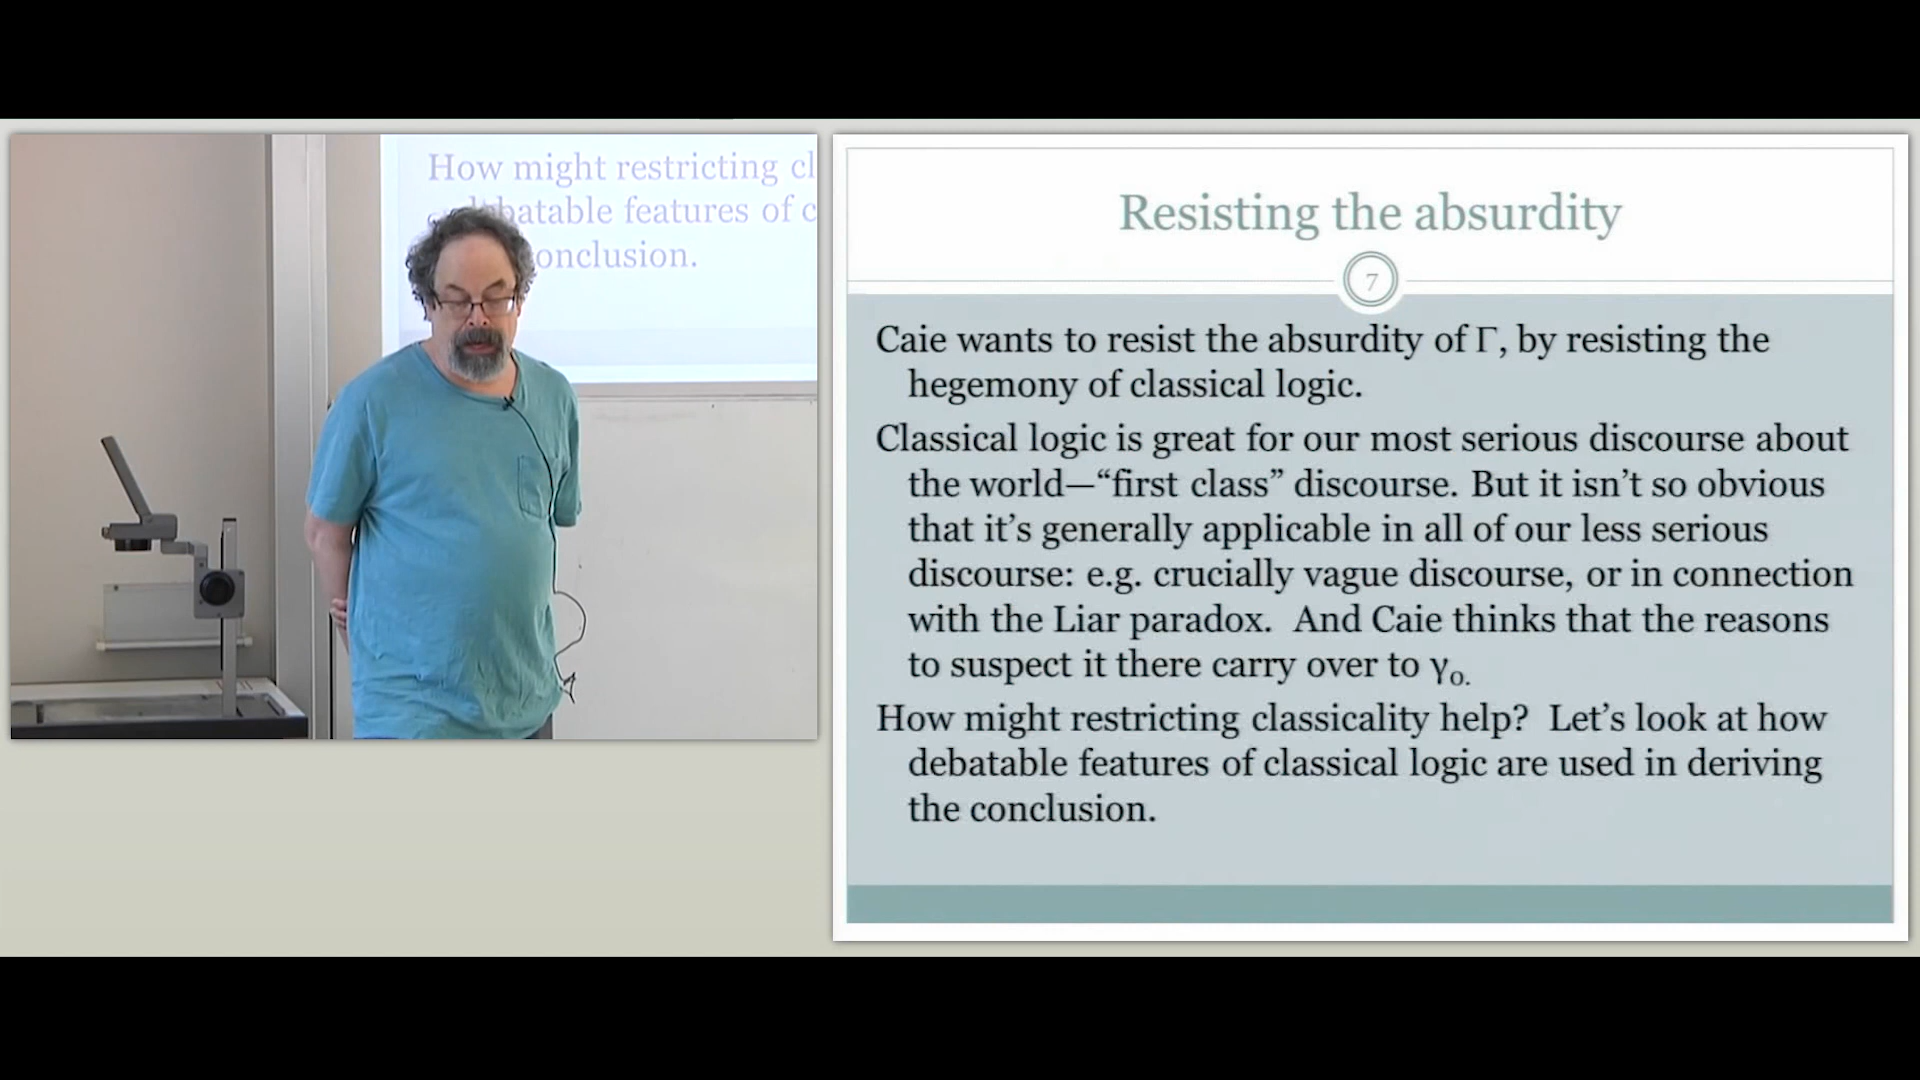 How might restricting cl
batable features of c
onclusion.
Resisting the absurdity
7
Caie wants to resist the absurdity of Γ, by resisting the
hegemony of classical logic.
Classical logic is great for our most serious discourse about
the world—“first class” discourse. But it isn’t so obvious
that it’s generally applicable in all of our less serious
discourse: e.g. crucially vague discourse, or in connection
with the Liar paradox.  And Caie thinks that the reasons
to suspect it there carry over to γ₀.
How might restricting classicality help?  Let’s look at how
debatable features of classical logic are used in deriving
the conclusion.